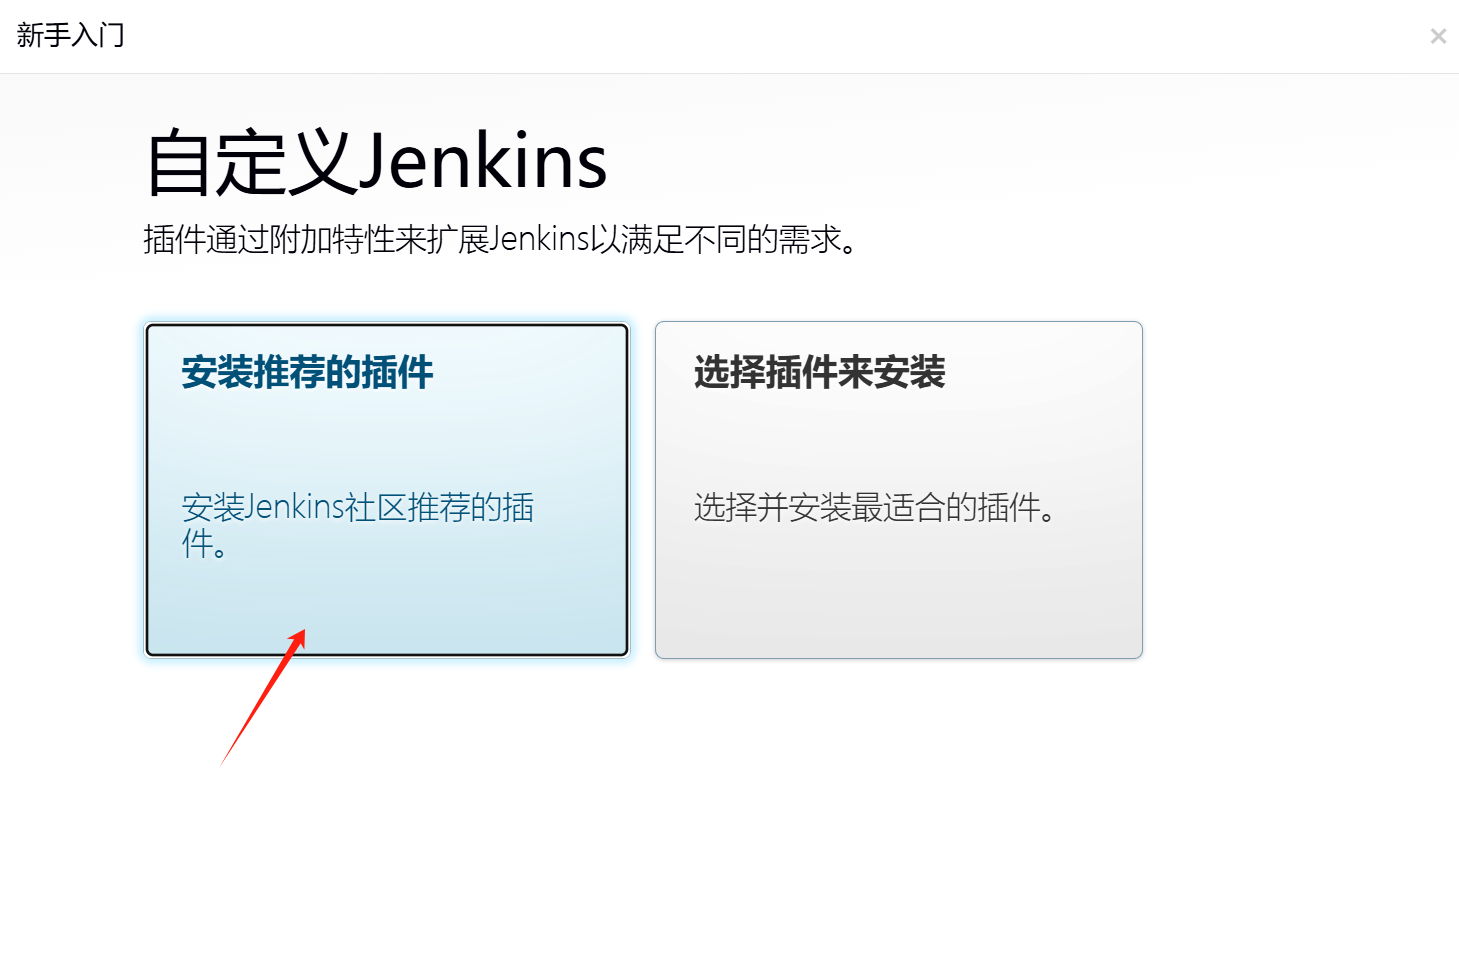 新手入门
×
自定义Jenkins
插件通过附加特性来扩展Jenkins以满足不同的需求。
安装推荐的插件
安装Jenkins社区推荐的插
件。
选择插件来安装
选择并安装最适合的插件。